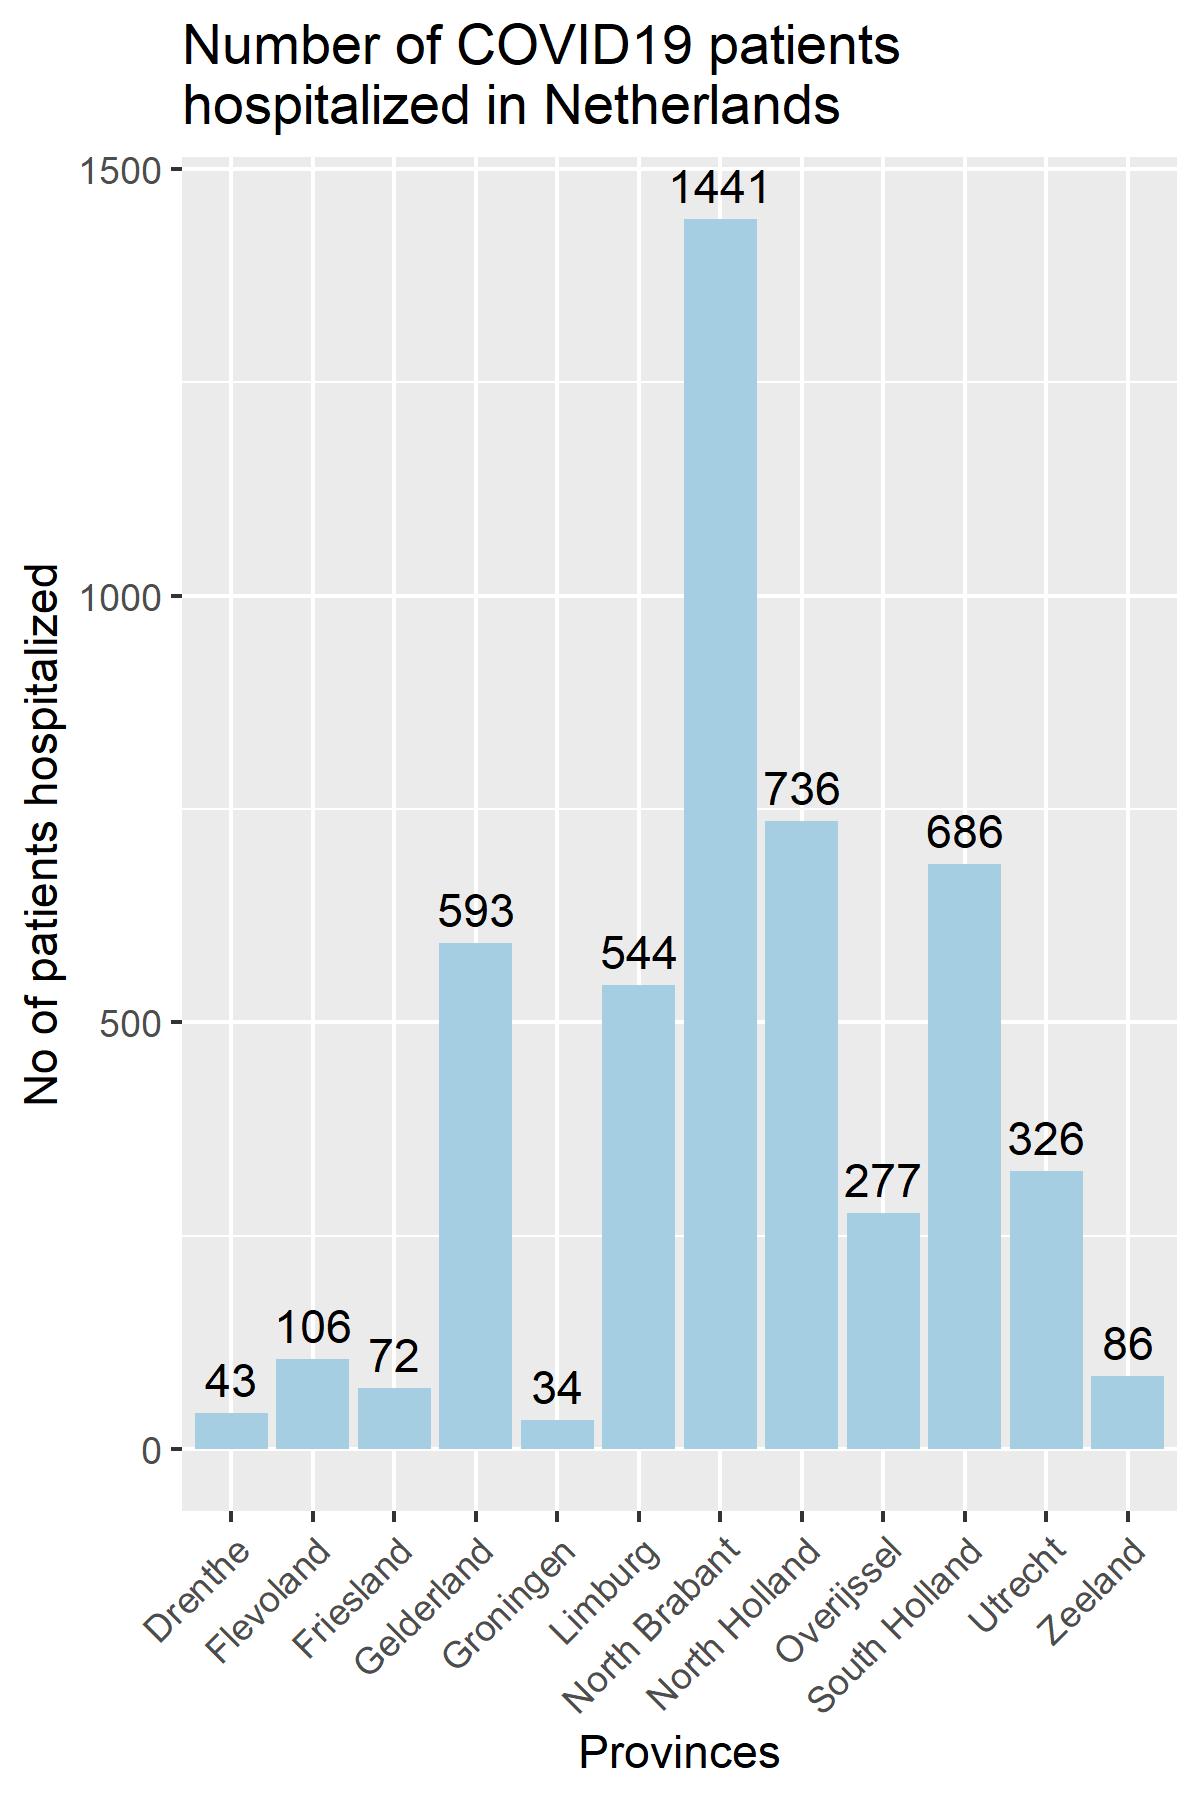 Number of COVID19 patients
hospitalized in Netherlands
No of patients hospitalized
1500
1000
500
0
43
106
72
593
34
544
1441
736
277
686
326
86
Drenthe
Flevoland
Friesland
Gelderland
Groningen
Limburg
North Brabant
North Holland
Overijssel
South Holland
Utrecht
Zeeland
Provinces